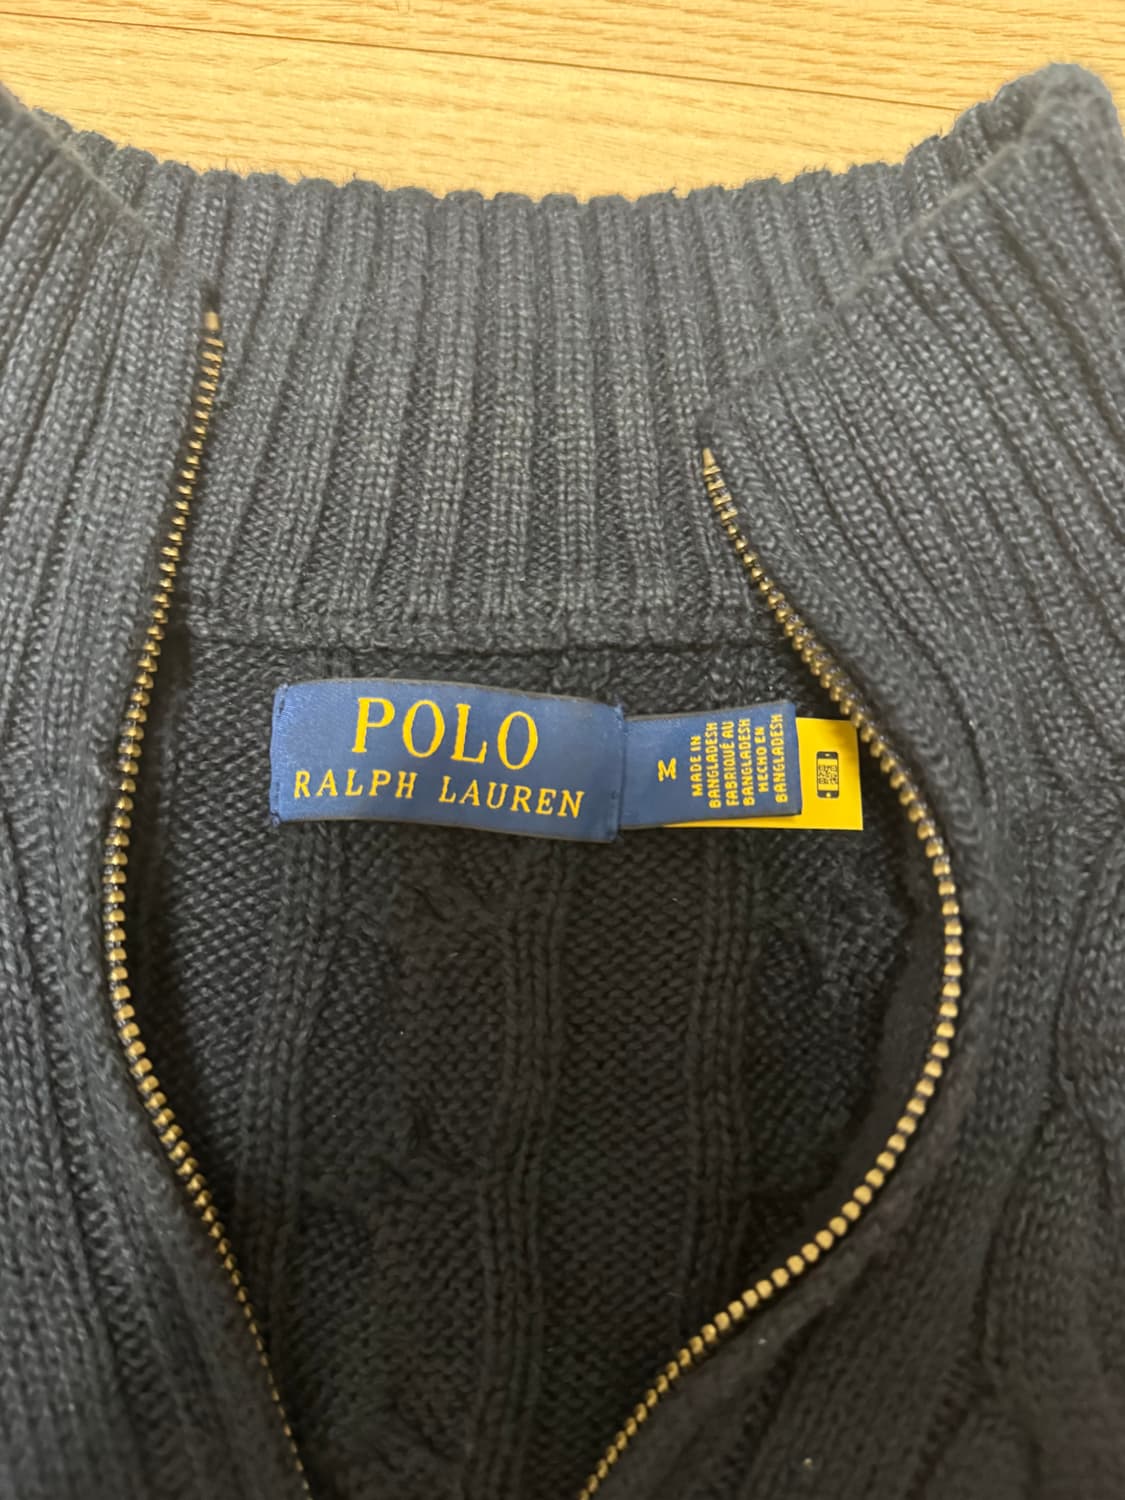 POLO
RALPH LAUREN
M
MADE IN
BANGLADESH
FABRIQUÉ AU
BANGLADESH
HECHO EN
BANGLADESH